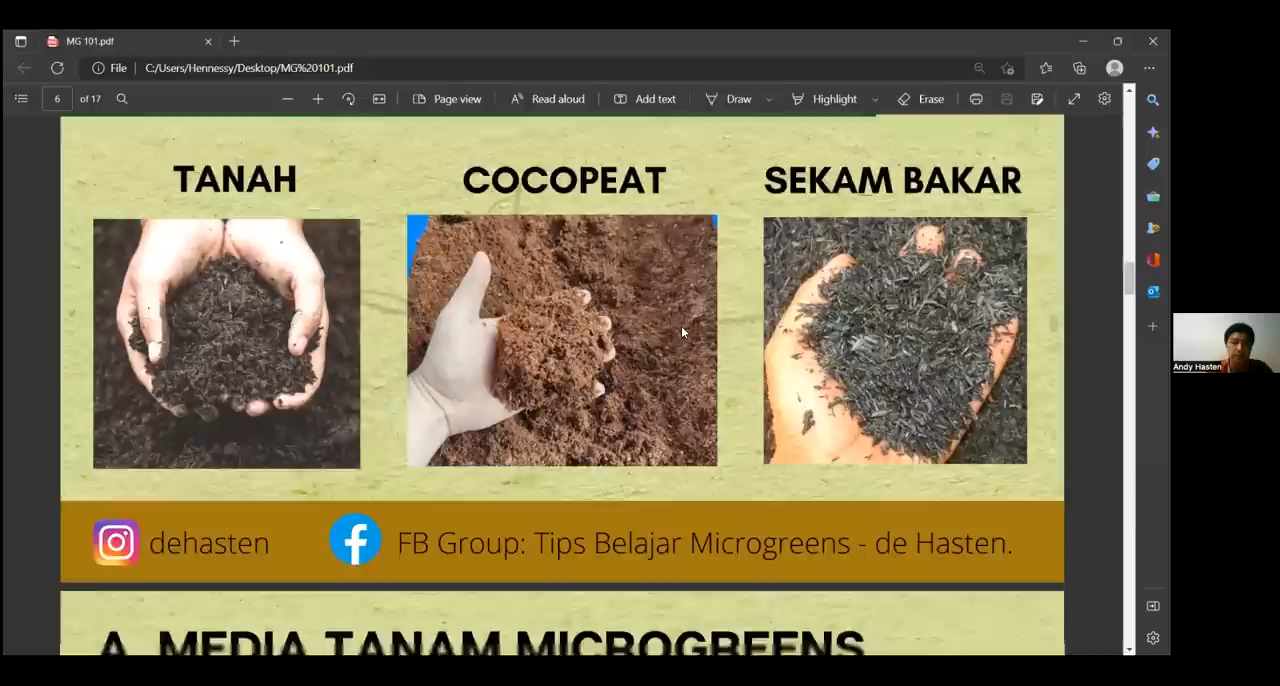 MG 101.pdf
File
C:/Users/Hennessy/Desktop/MG%20101.pdf
6 of 17
Page view
Read aloud
Add text
Draw
Highlight
Erase
TANAH
COCOPEAT
SEKAM BAKAR
Andy Hasten
dehasten
FB Group: Tips Belajar Microgreens - de Hasten.
A. MEDIA TANAM MICROGREENS